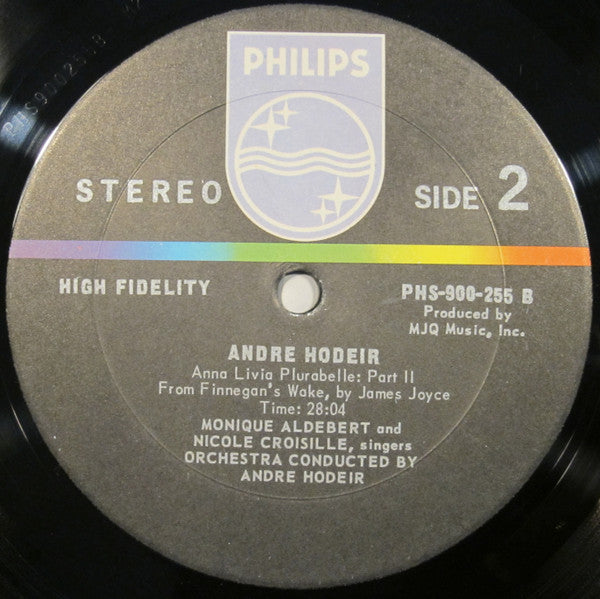 PHILIPS
STEREO
SIDE 2
HIGH FIDELITY
PHS-900-255 B
Produced by
MJQ Music, Inc.
ANDRE HODEIR
Anna Livia Plurabelle: Part II
From Finnegan's Wake, by James Joyce
Time: 28:04
MONIQUE ALDEBERT and
NICOLE CROISILLE, singers
ORCHESTRA CONDUCTED BY
ANDRE HODEIR